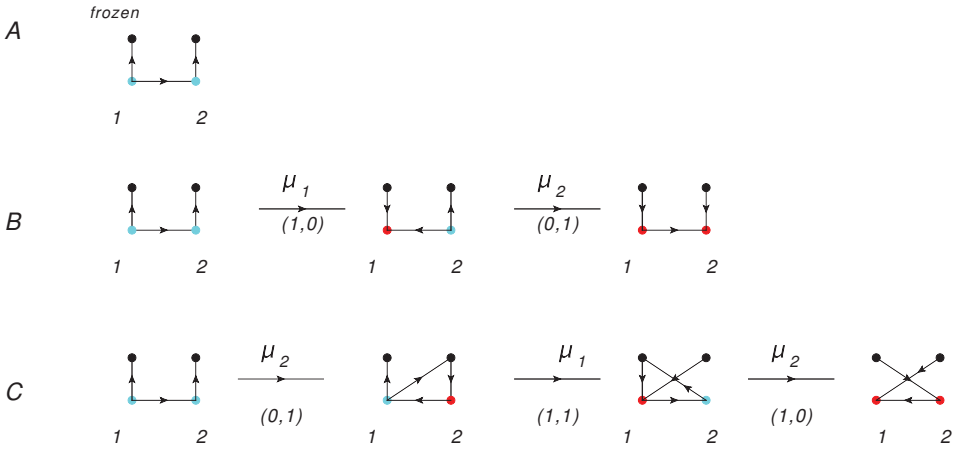 frozen
A
1 2
μ 1 μ 2
B (1,0) (0,1)
1 2 1 2 1 2
μ 2 μ 1 μ 2
C (0,1) (1,1) (1,0)
1 2 1 2 1 2 1 2